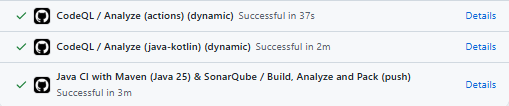 CodeQL / Analyze (actions) (dynamic) Successful in 37s Details
CodeQL / Analyze (java-kotlin) (dynamic) Successful in 2m Details
Java CI with Maven (Java 25) & SonarQube / Build, Analyze and Pack (push) Details
Successful in 3m